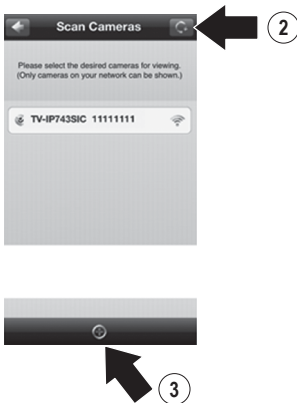 Scan Cameras
2
Please select the desired cameras for viewing.
(Only cameras on your network can be shown.)
TV-IP743SIC 11111111
3